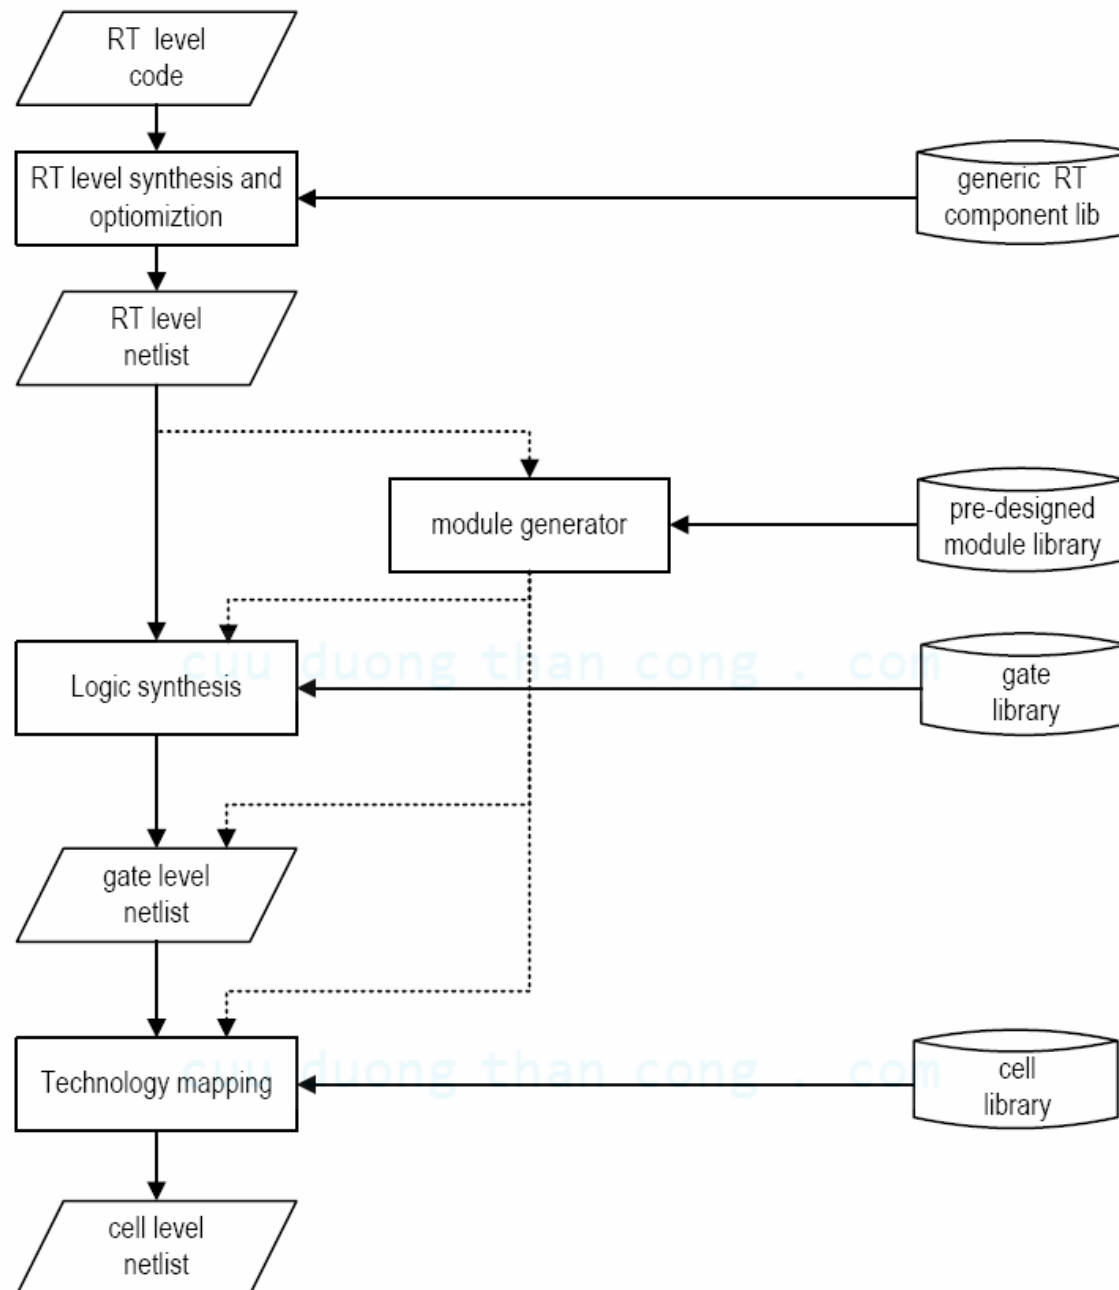 RT level
code
RT level synthesis and
optiomiztion
generic RT
component lib
RT level
netlist
module generator
pre-designed
module library
cuu duong than cong . com
Logic synthesis
gate
library
gate level
netlist
cuu duong than cong . com
Technology mapping
cell
library
cell level
netlist